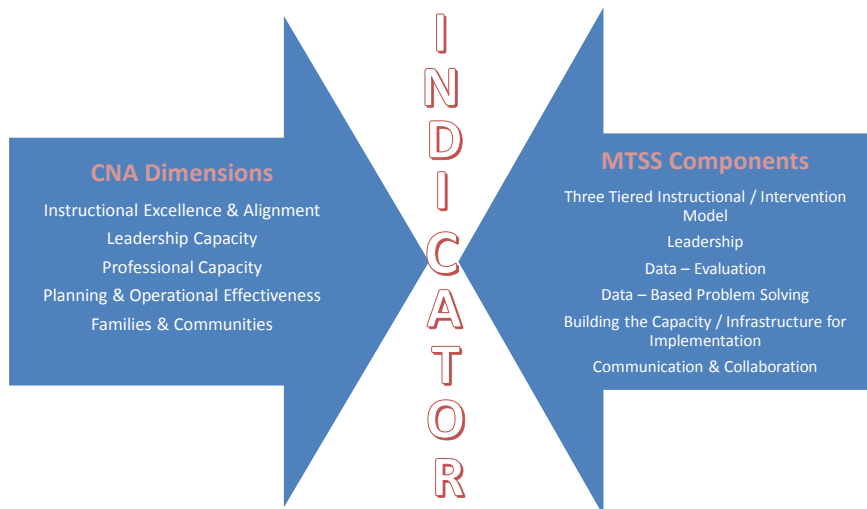 CNA Dimensions
Instructional Excellence & Alignment
Leadership Capacity
Professional Capacity
Planning & Operational Effectiveness
Families & Communities
INDICATOR
MTSS Components
Three Tiered Instructional / Intervention
Model
Leadership
Data – Evaluation
Data – Based Problem Solving
Building the Capacity / Infrastructure for
Implementation
Communication & Collaboration